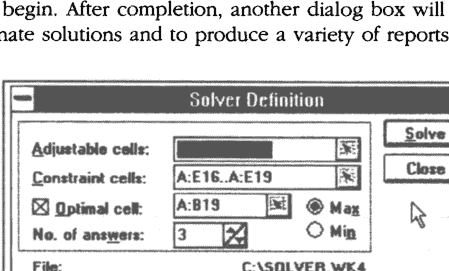 begin. After completion, another dialog box will
nate solutions and to produce a variety of reports
Solver Definition
Adjustable cells:
Solve
Constraint cells: A:E16..A:E19
Close
Optimal cell: A:B19 Max
No. of answers: 3 Min
File: C:\SOLVER.WK4